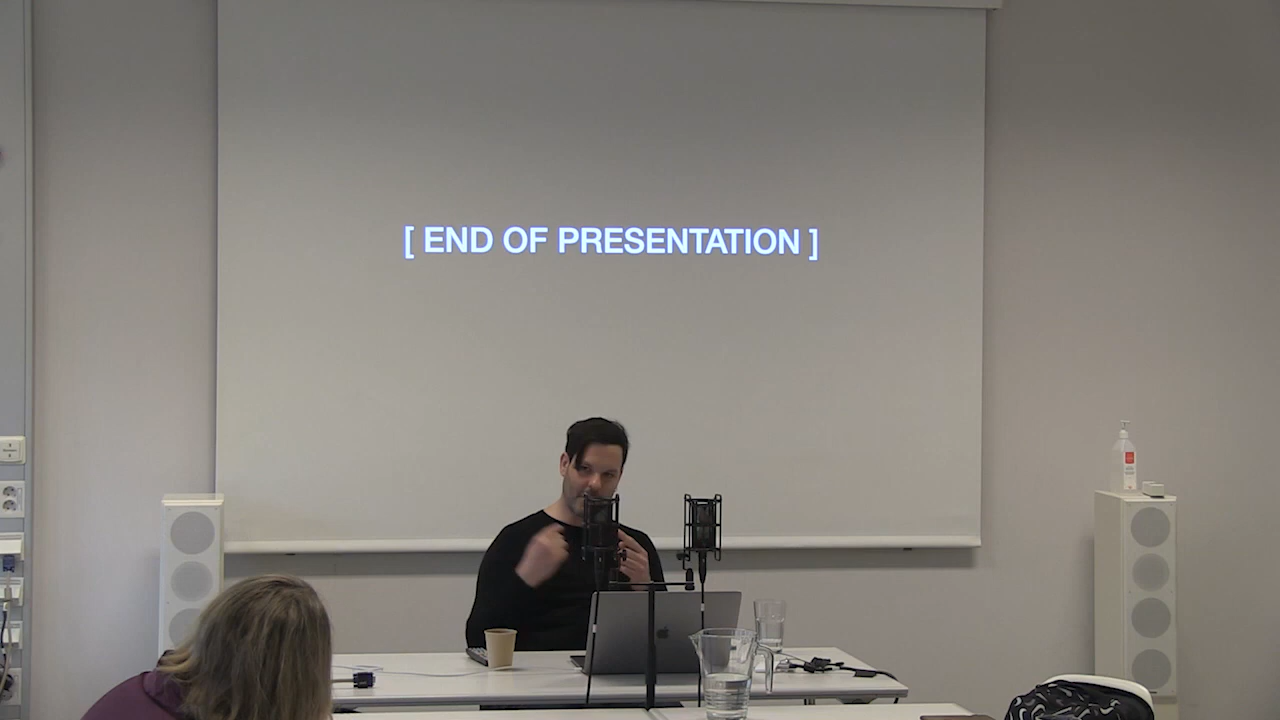 [ END OF PRESENTATION ]